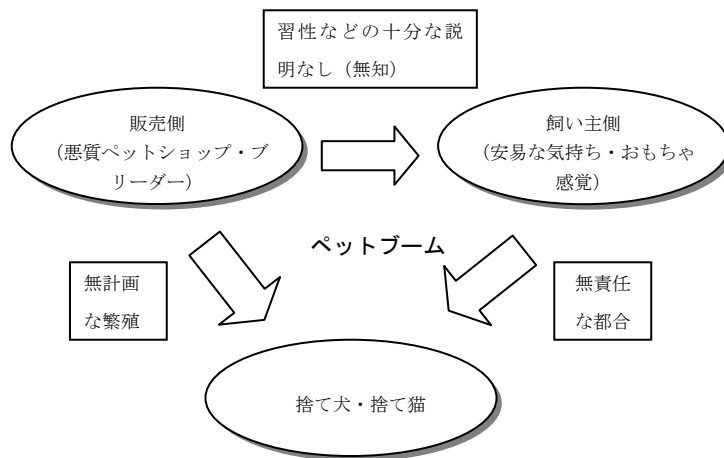 習性などの十分な説
明なし（無知）
販売側
（悪質ペットショップ・ブ
リーダー）
飼い主側
（安易な気持ち・おもちゃ
感覚）
ペットブーム
無計画
な繁殖
無責任
な都合
捨て犬・捨て猫